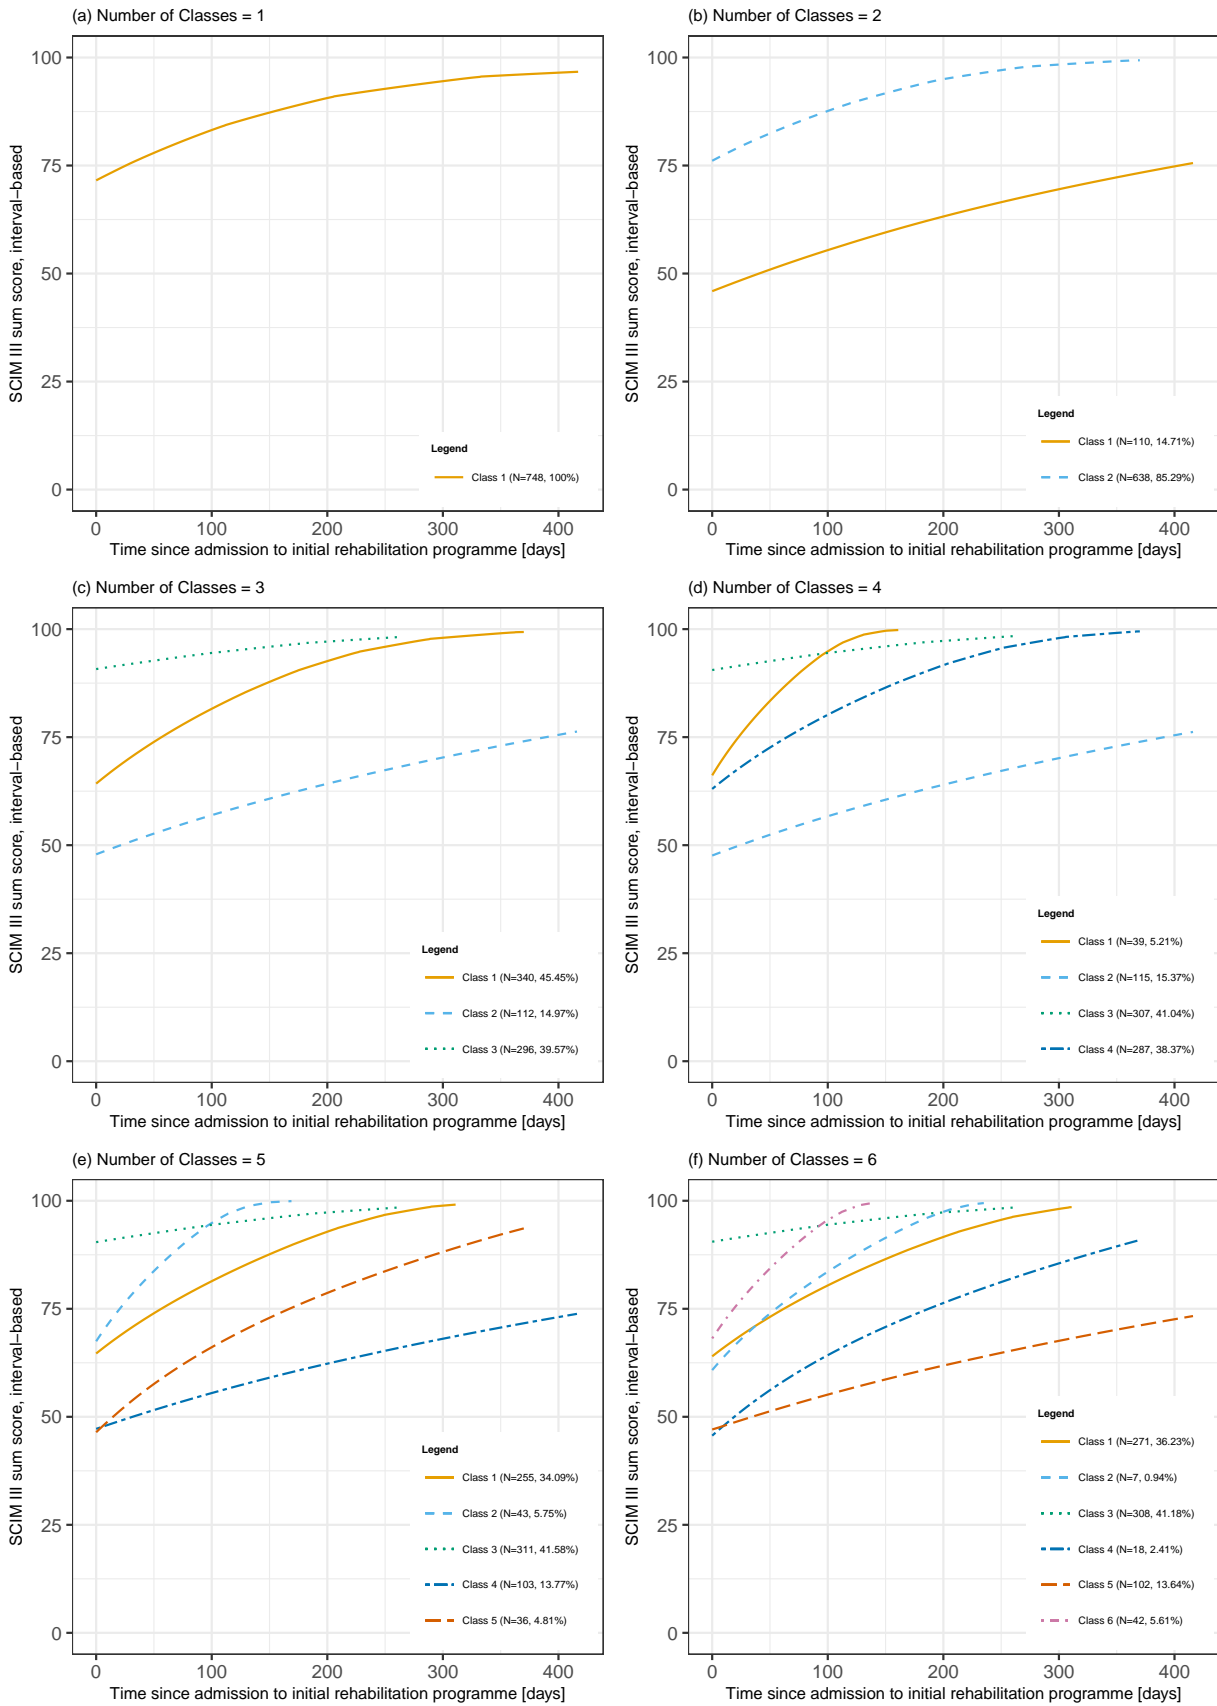 (a) Number of Classes = 1
SCIM III sum score, interval−based
100
75
50
25
0
Legend
Class 1 (N=748, 100%)
0 100 200 300 400
Time since admission to initial rehabilitation programme [days]
(b) Number of Classes = 2
SCIM III sum score, interval−based
100
75
50
25
0
Legend
Class 1 (N=110, 14.71%)
Class 2 (N=638, 85.29%)
0 100 200 300 400
Time since admission to initial rehabilitation programme [days]
(c) Number of Classes = 3
SCIM III sum score, interval−based
100
75
50
25
0
Legend
Class 1 (N=340, 45.45%)
Class 2 (N=112, 14.97%)
Class 3 (N=296, 39.57%)
0 100 200 300 400
Time since admission to initial rehabilitation programme [days]
(d) Number of Classes = 4
SCIM III sum score, interval−based
100
75
50
25
0
Legend
Class 1 (N=39, 5.21%)
Class 2 (N=115, 15.37%)
Class 3 (N=307, 41.04%)
Class 4 (N=287, 38.37%)
0 100 200 300 400
Time since admission to initial rehabilitation programme [days]
(e) Number of Classes = 5
SCIM III sum score, interval−based
100
75
50
25
0
Legend
Class 1 (N=255, 34.09%)
Class 2 (N=43, 5.75%)
Class 3 (N=311, 41.58%)
Class 4 (N=103, 13.77%)
Class 5 (N=36, 4.81%)
0 100 200 300 400
Time since admission to initial rehabilitation programme [days]
(f) Number of Classes = 6
SCIM III sum score, interval−based
100
75
50
25
0
Legend
Class 1 (N=271, 36.23%)
Class 2 (N=7, 0.94%)
Class 3 (N=308, 41.18%)
Class 4 (N=18, 2.41%)
Class 5 (N=102, 13.64%)
Class 6 (N=42, 5.61%)
0 100 200 300 400
Time since admission to initial rehabilitation programme [days]